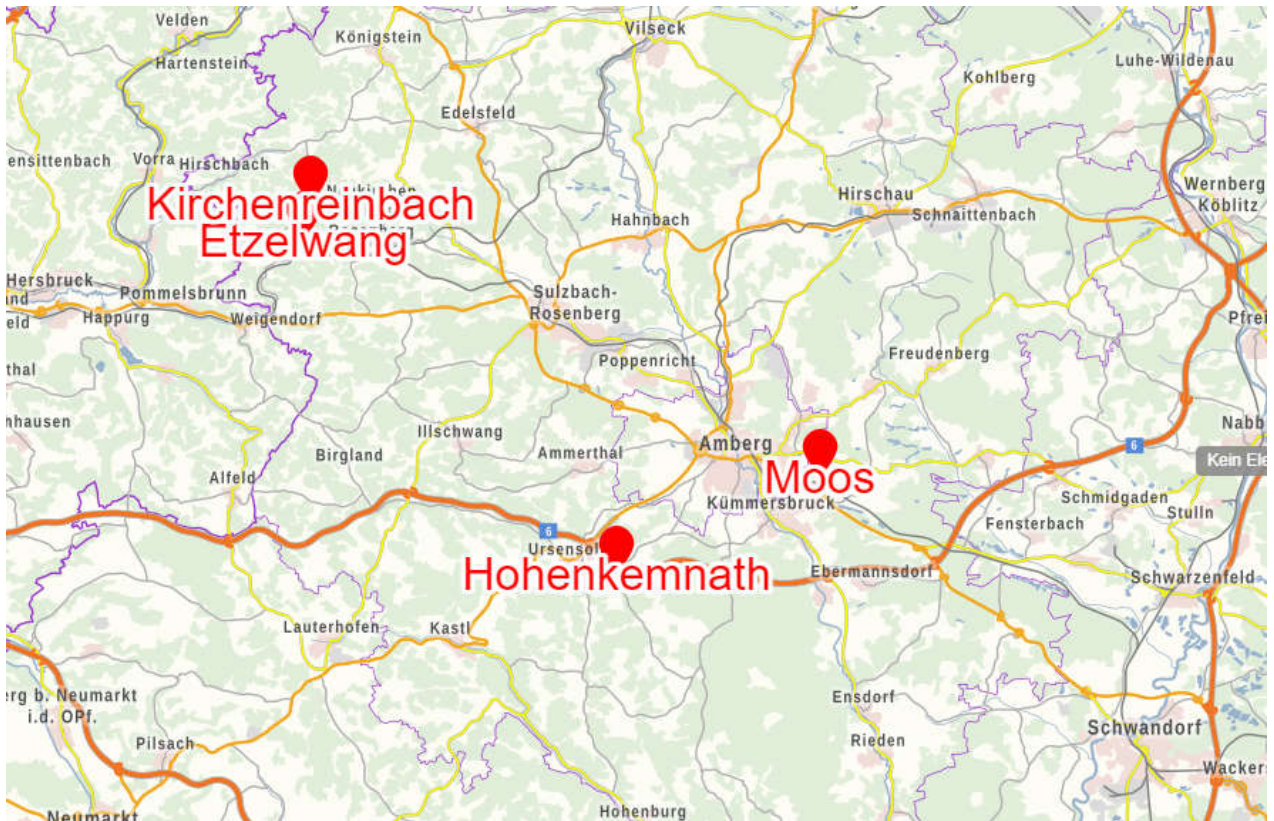 Velden
Königstein
Vilseck
Hartenstein
Luhe-Wildenau
Kohlberg
Edelsfeld
ensittenbach
Vorra
Hirschbach
Wernberg
Köblitz
Hirschau
Schnaittenbach
Kirchenreinbach
Hahnbach
Etzelwang
Hersbruck
Pommelsbrunn
Happurg
Weigendorf
Sulzbach-
Rosenberg
Pfrei
Poppenricht
Freudenberg
thal
nhausen
Illschwang
Amberg
Nabb
Ammerthal
Birgland
6
Kein Ele
Alfeld
Moos
Kümmersbruck
Schmidgaden
Stulln
Fensterbach
6
Ursensol
Hohenkemnath
Ebermannsdorf
Schwarzenfeld
Lauterhofen
Kastl
erg b. Neumarkt
i.d. OPf.
Ensdorf
Schwandorf
Pilsach
Rieden
Wackers
Hohenburg
Neumarkt